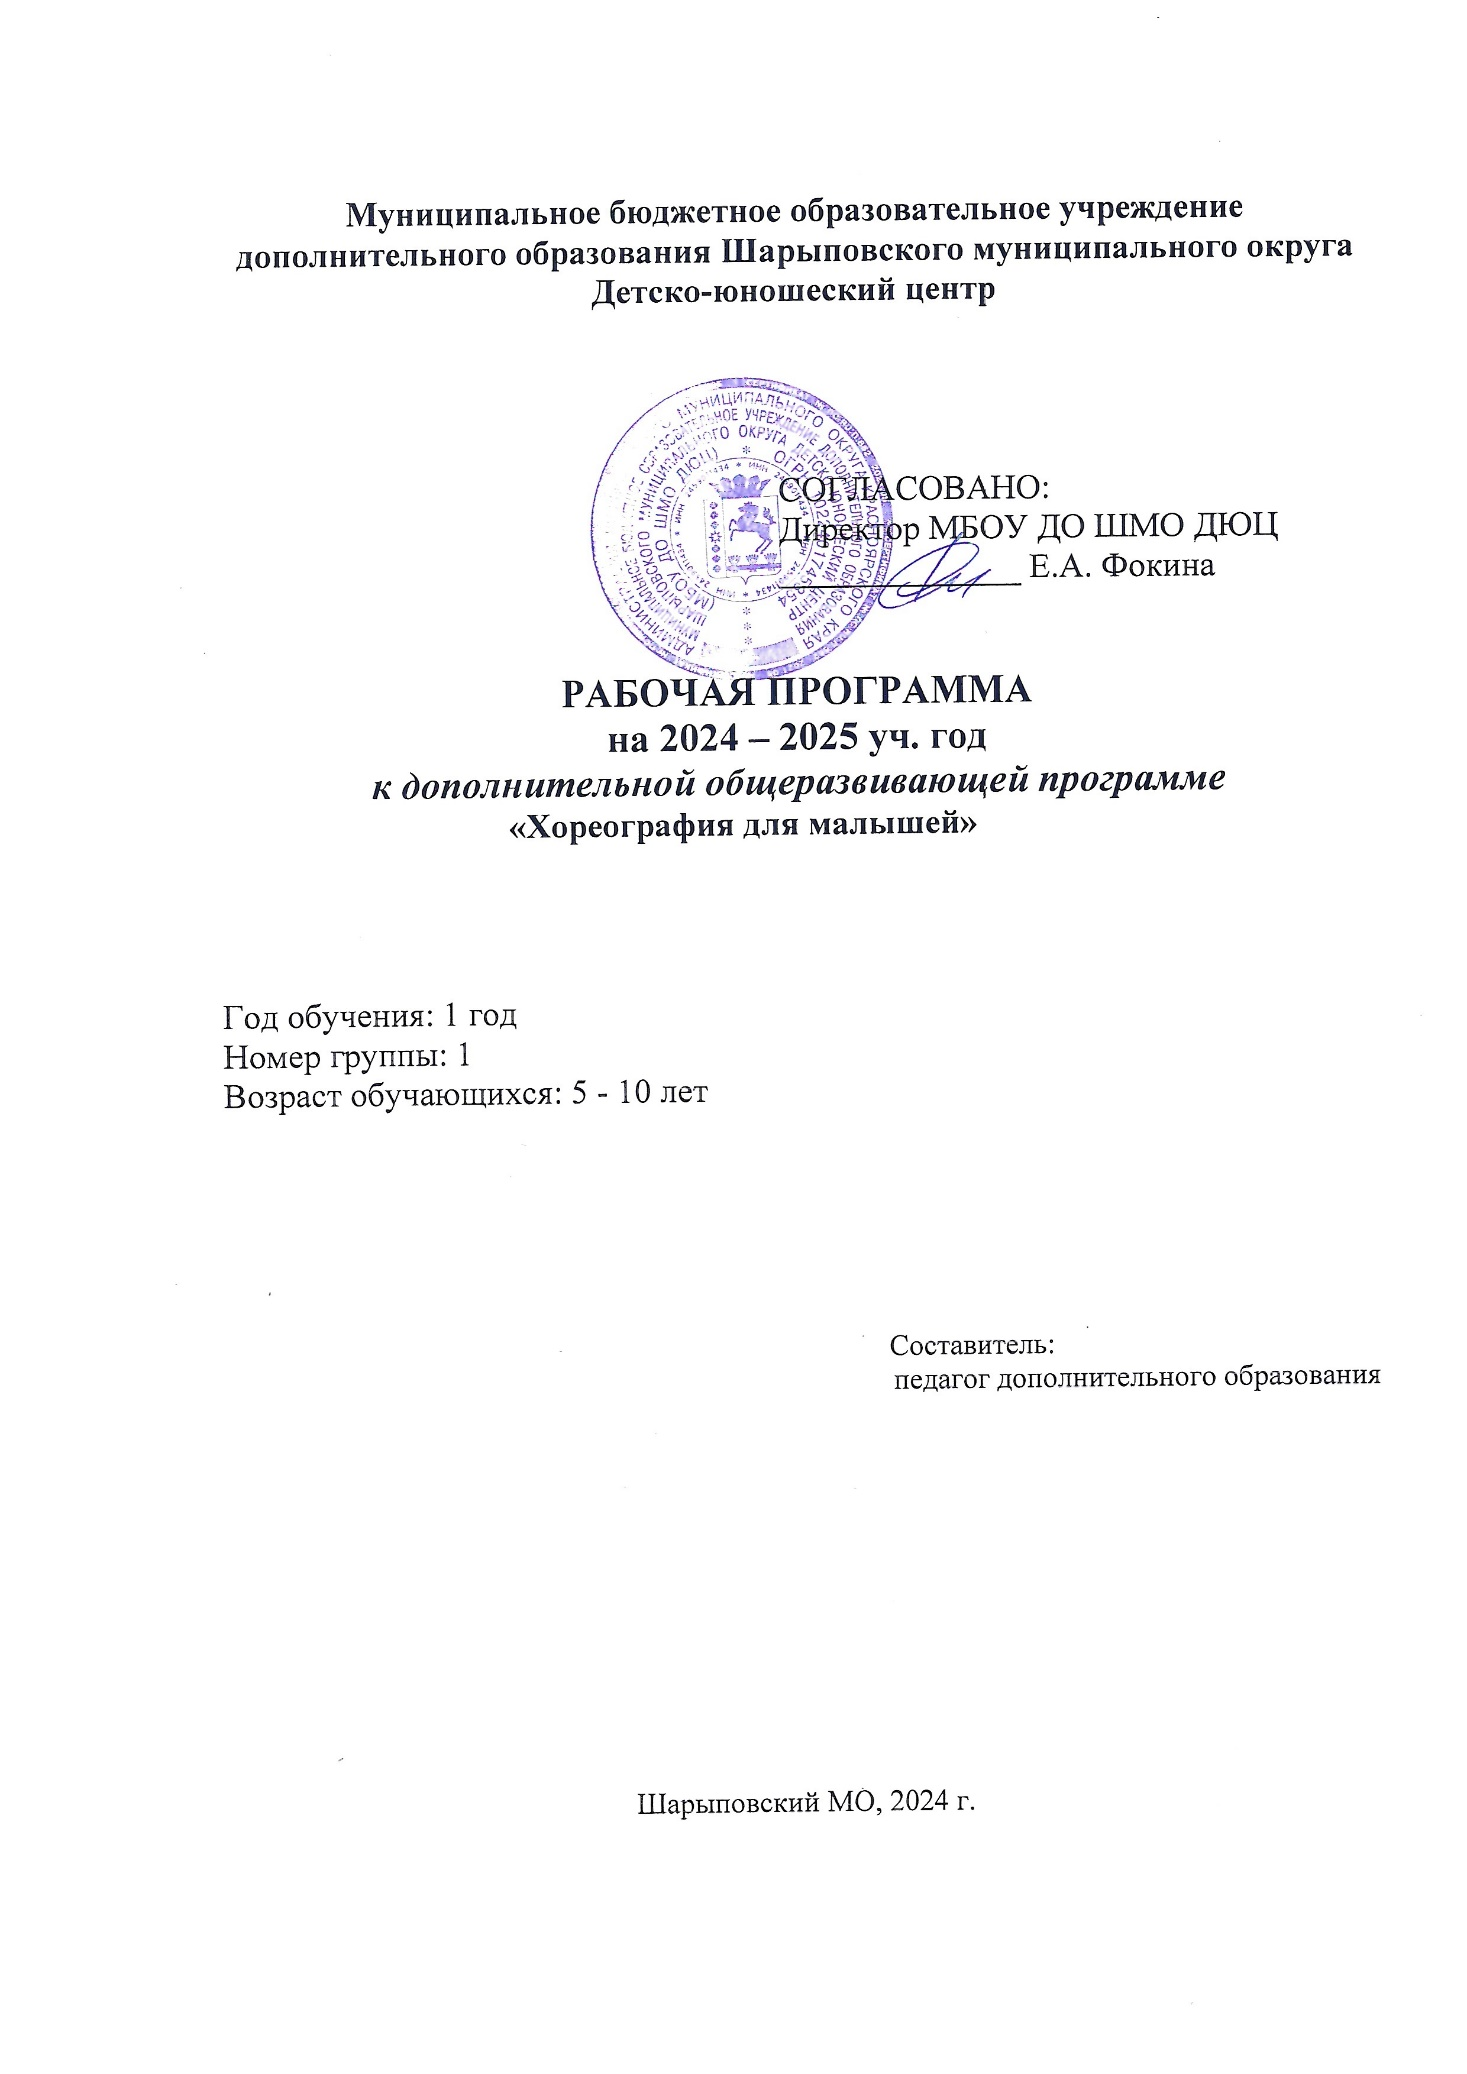 Муниципальное бюджетное образовательное учреждение
дополнительного образования Шарыповского муниципального округа
Детско-юношеский центр
СОГЛАСОВАНО:
Директор МБОУ ДО ШМО ДЮЦ
Е.А. Фокина
РАБОЧАЯ ПРОГРАММА
на 2024 – 2025 уч. год
к дополнительной общеразвивающей программе
«Хореография для малышей»
Год обучения: 1 год
Номер группы: 1
Возраст обучающихся: 5 - 10 лет
Составитель:
педагог дополнительного образования
Шарыповский МО, 2024 г.